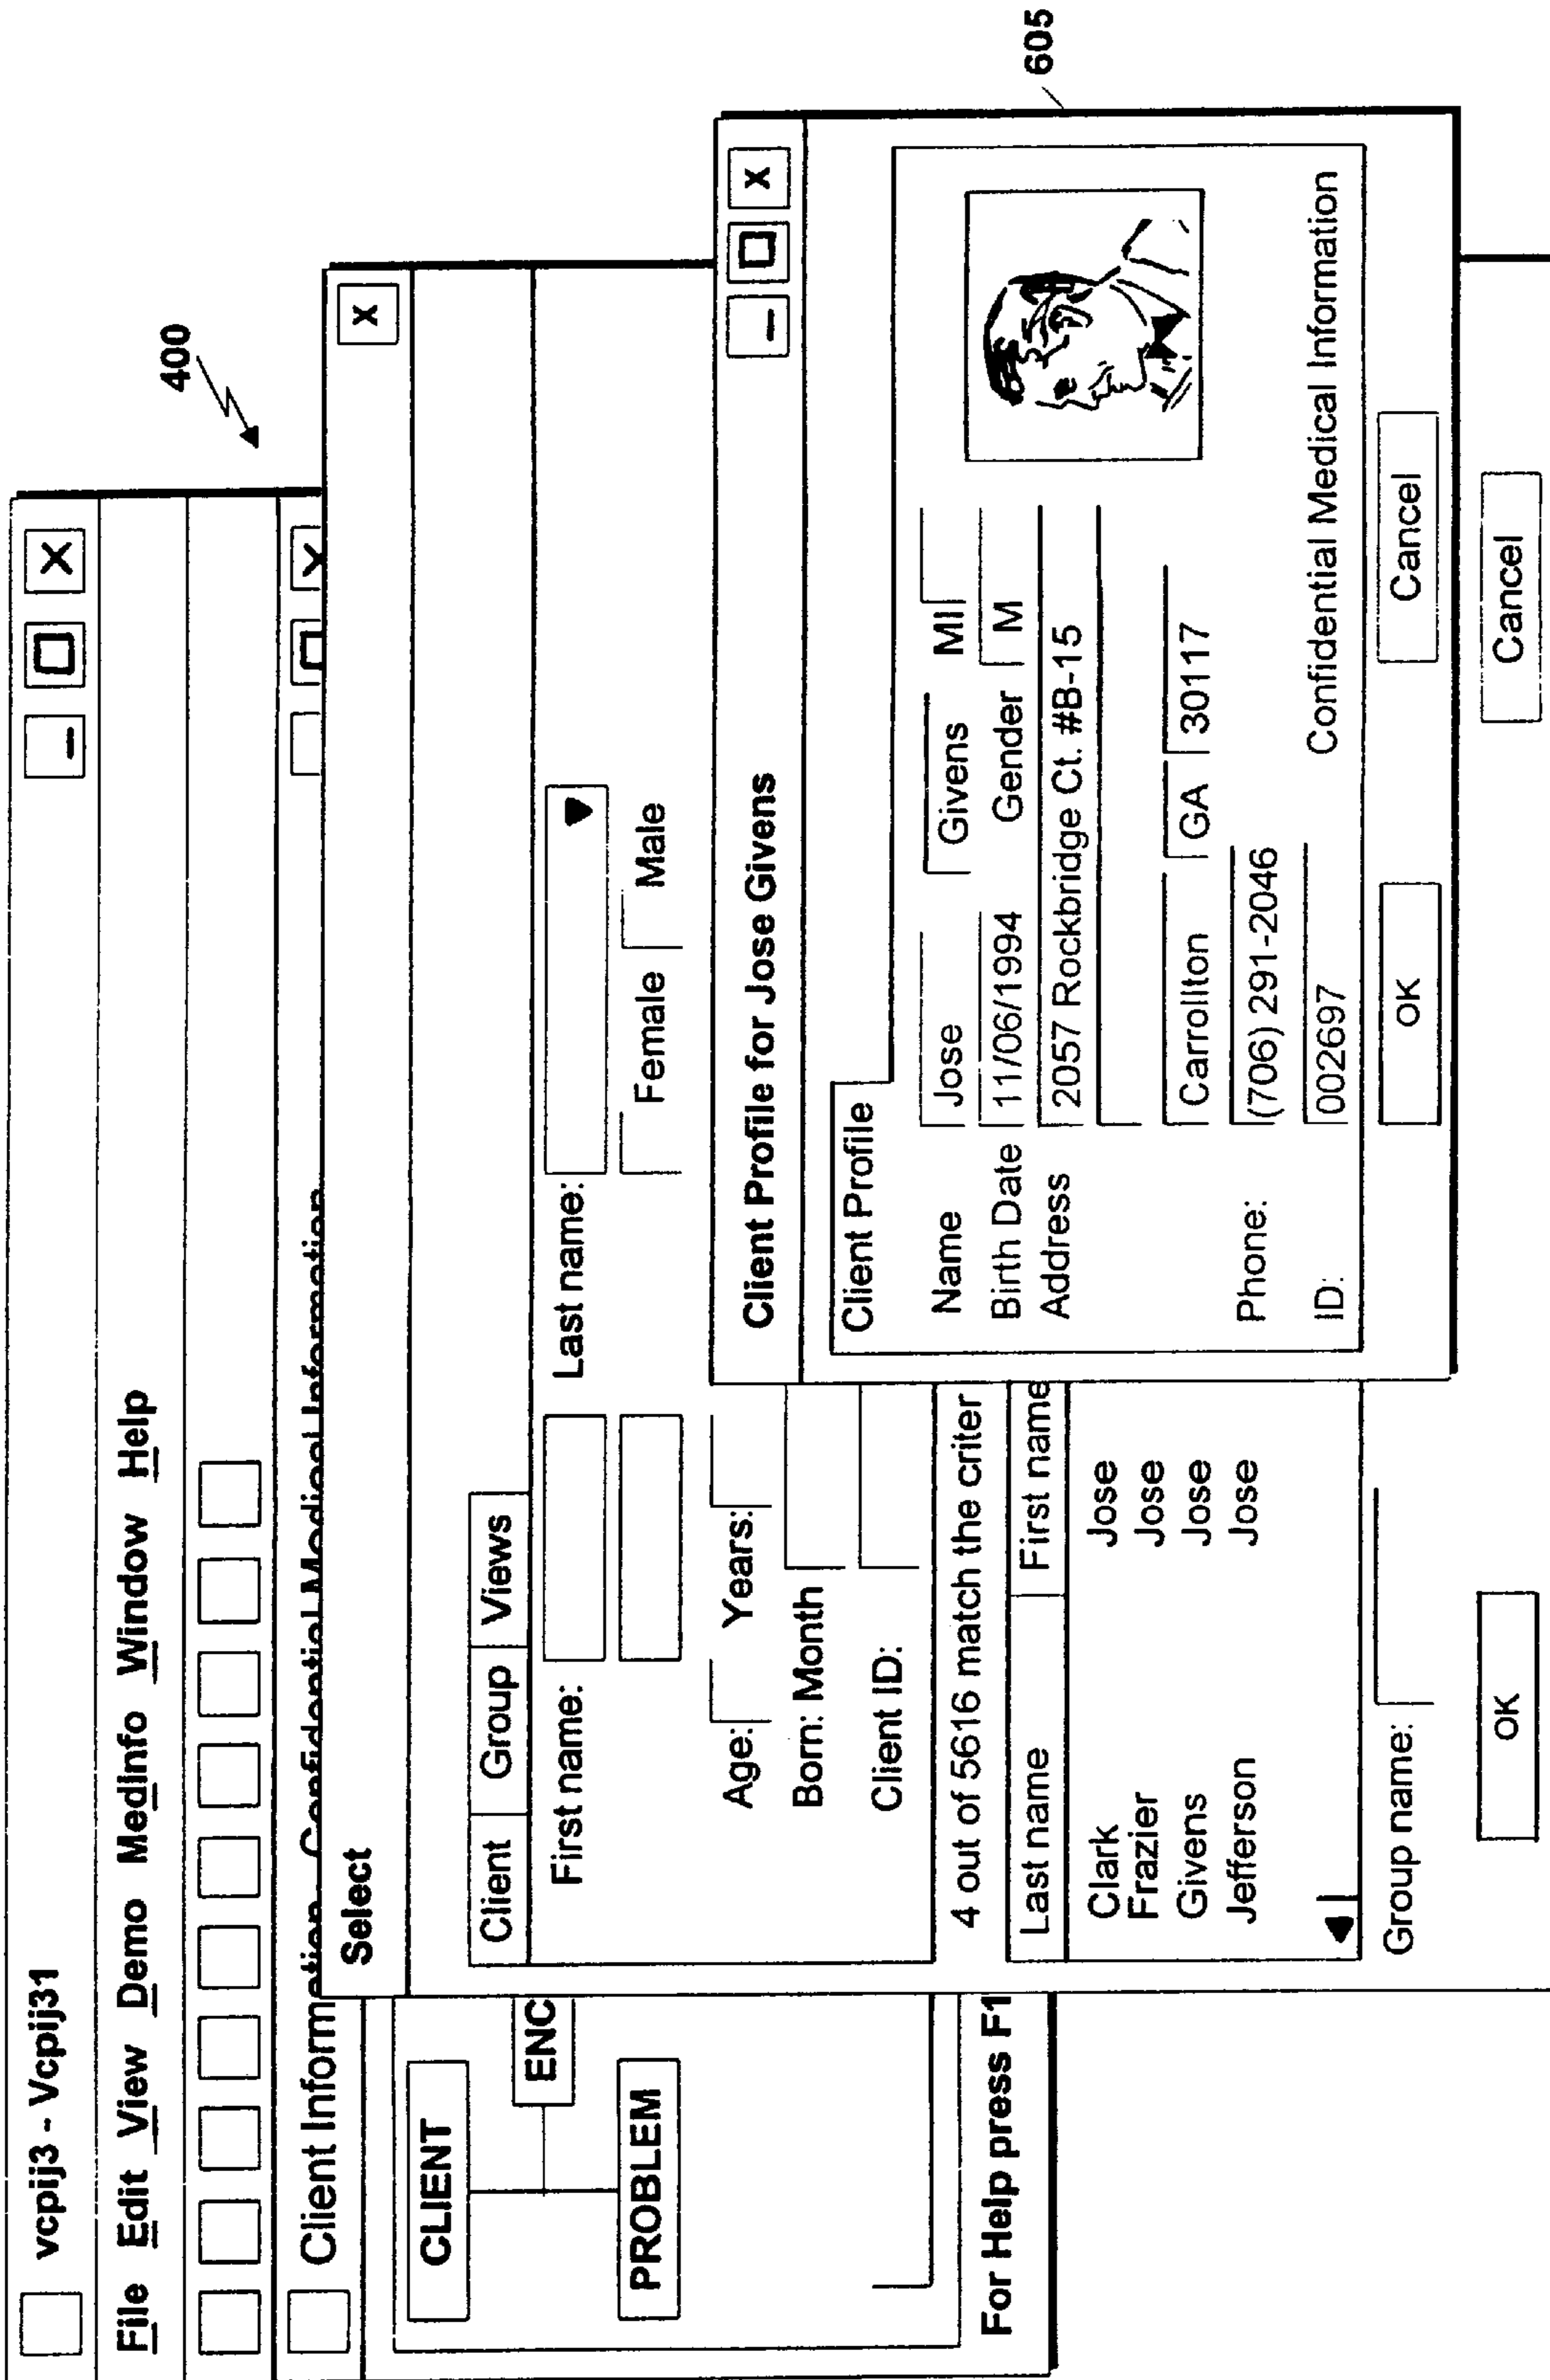 400
vcpij3 - Vcpij31
File Edit View Demo Medinfo Window Help
Client Information Confidential Medical Information
CLIENT
ENC
PROBLEM
For Help press F1
Select
Client Group Views
First name: Last name:
Female Male
Age: Years:
Born: Month
Client ID:
4 out of 5616 match the criter
Last name First name
Clark Jose
Frazier Jose
Givens Jose
Jefferson Jose
Group name:
OK Cancel
605
Client Profile for Jose Givens
Client Profile
Name Jose Givens MI
Birth Date 11/06/1994 Gender M
Address 2057 Rockbridge Ct. #B-15
Carrollton GA 30117
Phone: (706) 291-2046
ID: 002697
Confidential Medical Information
OK Cancel